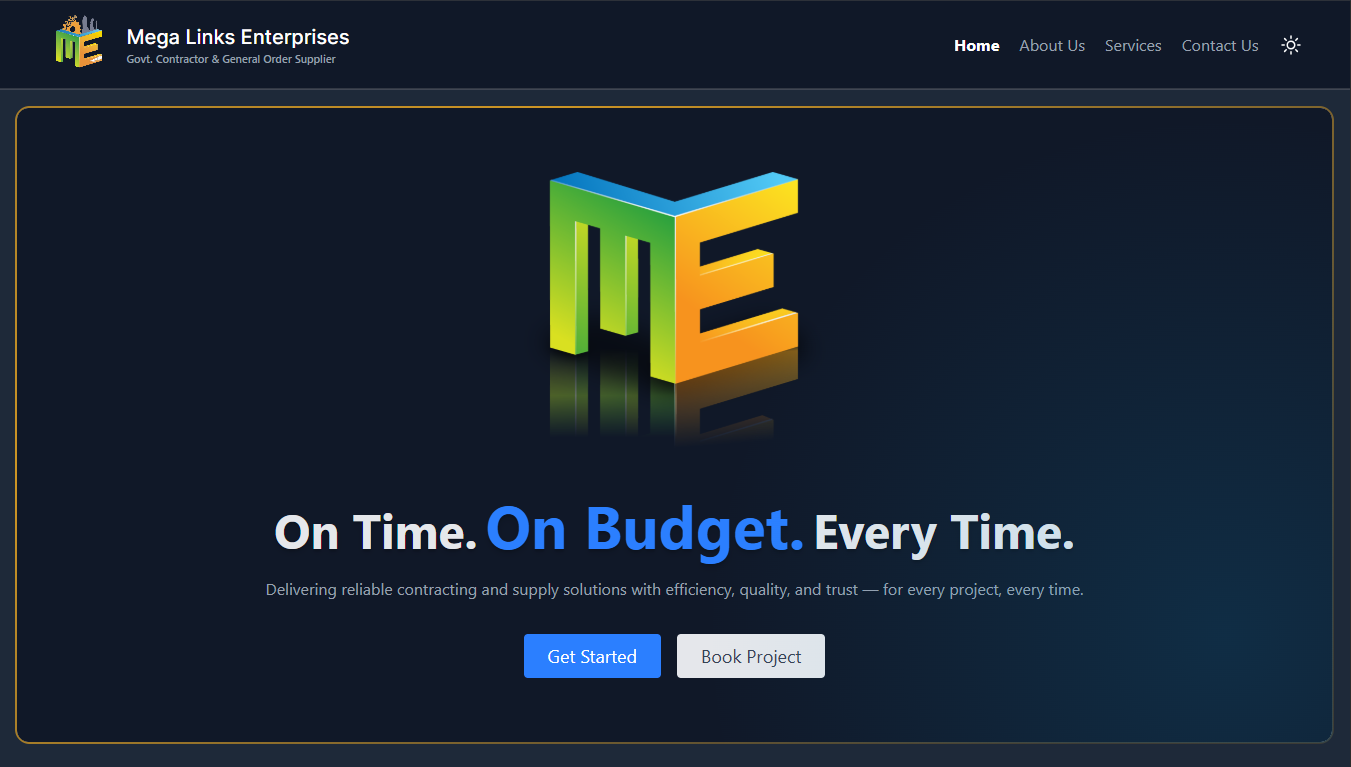 Mega Links Enterprises
Govt. Contractor & General Order Supplier
Home About Us Services Contact Us
ME
On Time. On Budget. Every Time.
Delivering reliable contracting and supply solutions with efficiency, quality, and trust — for every project, every time.
Get Started Book Project